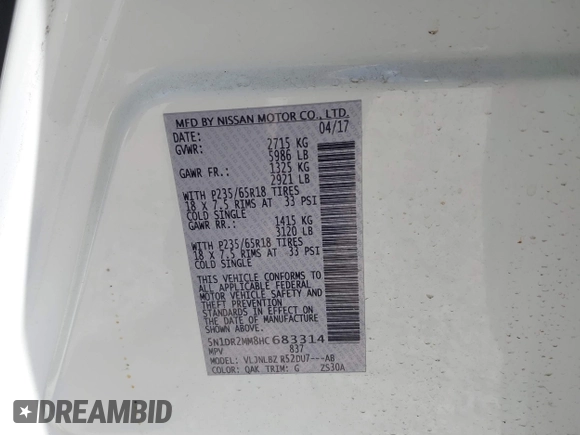 MFD BY NISSAN MOTOR CO., LTD.
DATE: 04/17
GVWR: 2715 KG
5986 LB
GAWR FR.: 1325 KG
2921 LB
WITH P235/65R18 TIRES
18 X 7.5 RIMS AT 33 PSI
COLD SINGLE
GAWR RR.: 1415 KG
3120 LB
WITH P235/65R18 TIRES
18 X 7.5 RIMS AT 33 PSI
COLD SINGLE
THIS VEHICLE CONFORMS TO
ALL APPLICABLE FEDERAL
MOTOR VEHICLE SAFETY AND
THEFT PREVENTION
STANDARDS IN EFFECT ON
THE DATE OF MANUFACTURE
SHOWN ABOVE.
5N1DR2MM8HC683314
MPV 837
MODEL: VLJNLBZ R52DU7---AB
COLOR: QAK TRIM: G ZS30A
DREAMBID